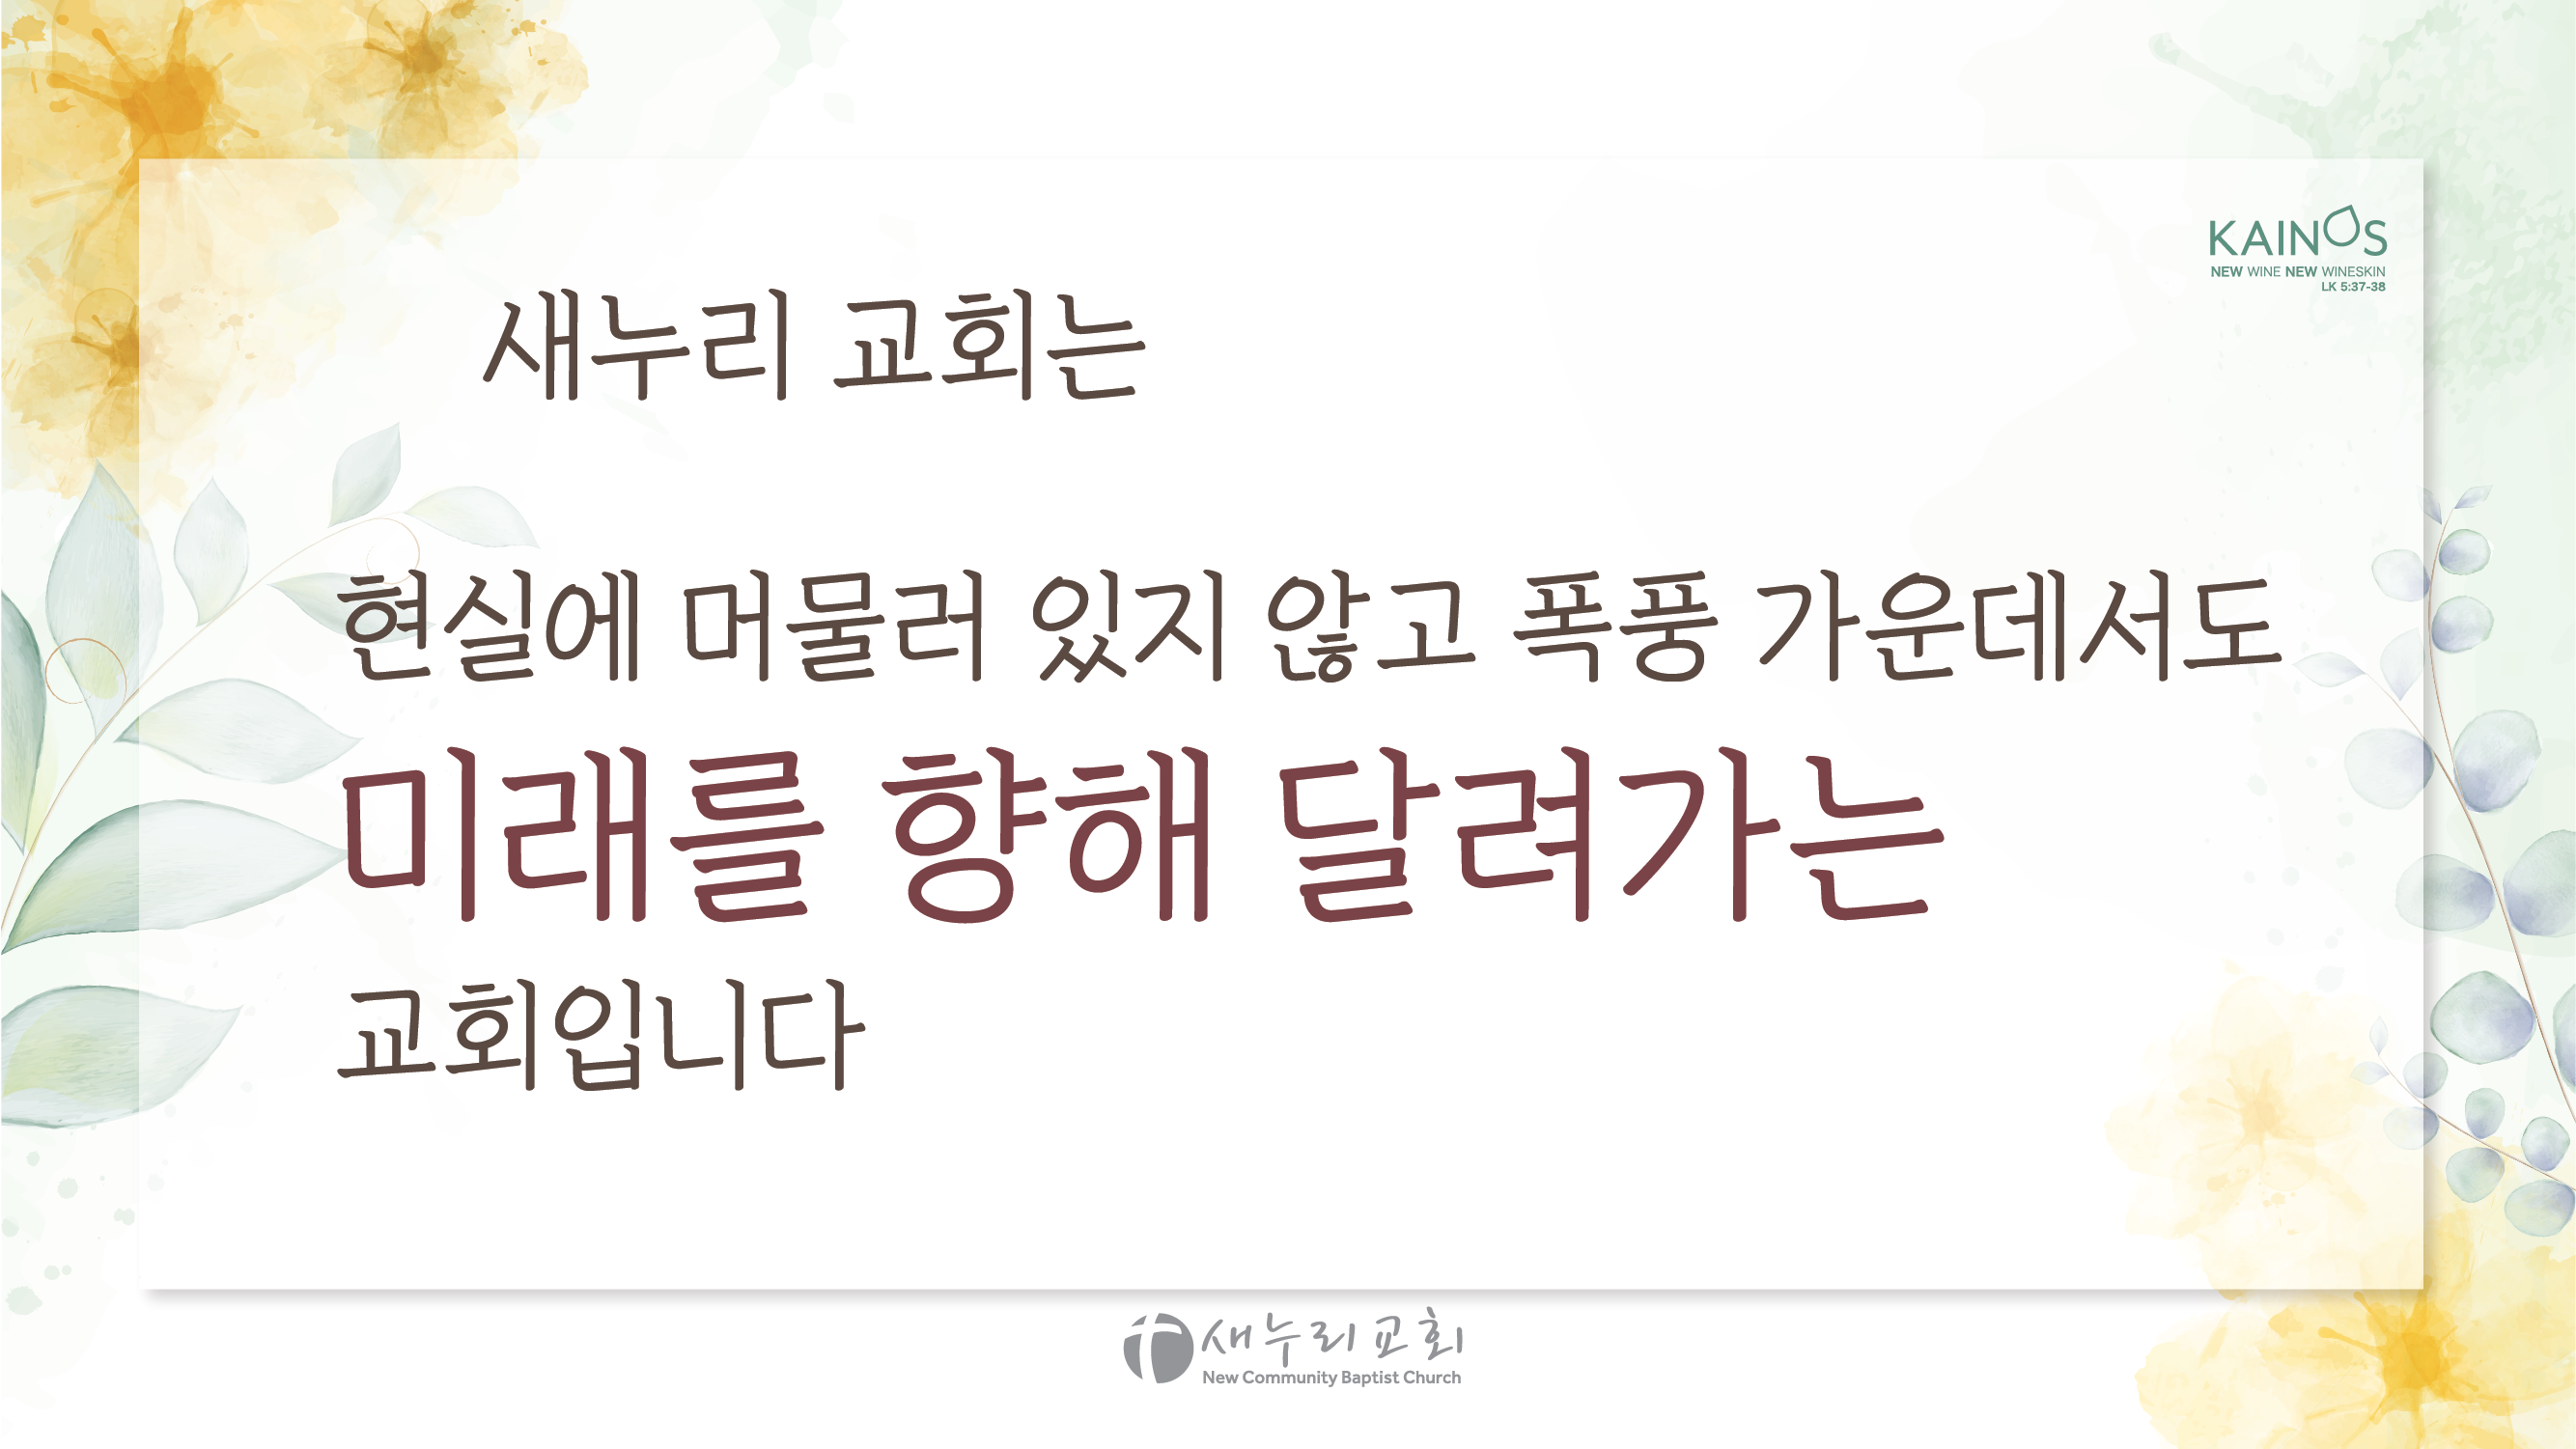 KAINOS
NEW WINE NEW WINESKIN
LK 5:37-38
새누리 교회는
현실에 머물러 있지 않고 폭풍 가운데서도
미래를 향해 달려가는
교회입니다
새누리교회
New Community Baptist Church